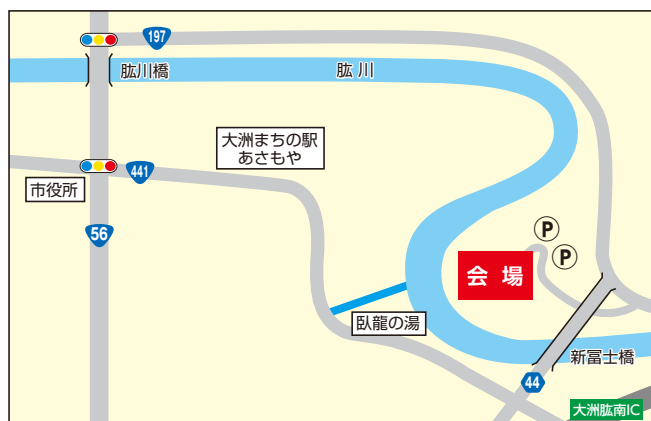 197
肱川橋
肱川
大洲まちの駅
あさもや
441
市役所
56
P
P
会場
臥龍の湯
新冨士橋
44
大洲肱南IC